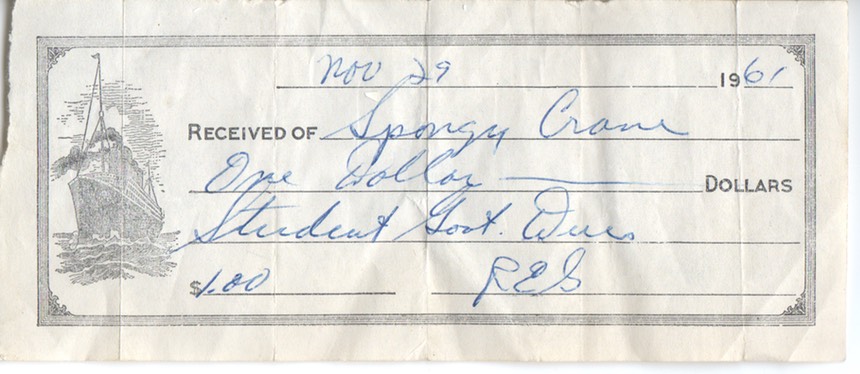 Nov 29 1961
RECEIVED OF Spongy Crane
One Dollar DOLLARS
Student Govt. Dues
$1.00 RES